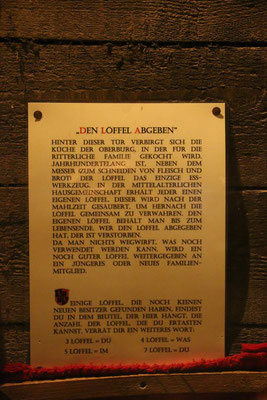 „DEN LÖFFEL ABGEBEN"
HINTER DIESER TÜR VERBIRGT SICH DIE
KÜCHE DER OBERBURG, IN DER FÜR DIE
RITTERLICHE FAMILIE GEKOCHT WIRD.
JAHRHUNDERTELANG IST, NEBEN DEM
MESSER (ZUM SCHNEIDEN VON FLEISCH UND
BROT) DER LÖFFEL DAS EINZIGE ESS-
WERKZEUG. IN DER MITTELALTERLICHEN
HAUSGEMEINSCHAFT ERHÄLT JEDER EINEN
EIGENEN LÖFFEL. DIESER WIRD NACH DER
MAHLZEIT GESÄUBERT, UM HERNACH DIE
LÖFFEL GEMEINSAM ZU VERWAHREN. DEN
EIGENEN LÖFFEL BEHÄLT MAN BIS ZUM
LEBENSENDE. WER DEN LÖFFEL ABGEGEBEN
HAT, DER IST VERSTORBEN.
DA MAN NICHTS WEGWIRFT, WAS NOCH
VERWENDET WERDEN KANN, WIRD EIN
NOCH GUTER LÖFFEL WEITERGEGEBEN AN
EIN JÜNGERES ODER NEUES FAMILIEN-
MITGLIED.
EINIGE LÖFFEL, DIE NOCH KEINEN
NEUEN BESITZER GEFUNDEN HABEN, FINDEST
DU IN DEM BEUTEL, DER HIER HÄNGT. DIE
ANZAHL DER LÖFFEL, DIE DU ERTASTEN
KANNST, VERRÄT DIR EIN WEITERES WORT:
3 LÖFFEL = DU 4 LÖFFEL = WAS
5 LÖFFEL = IM 7 LÖFFEL = DU